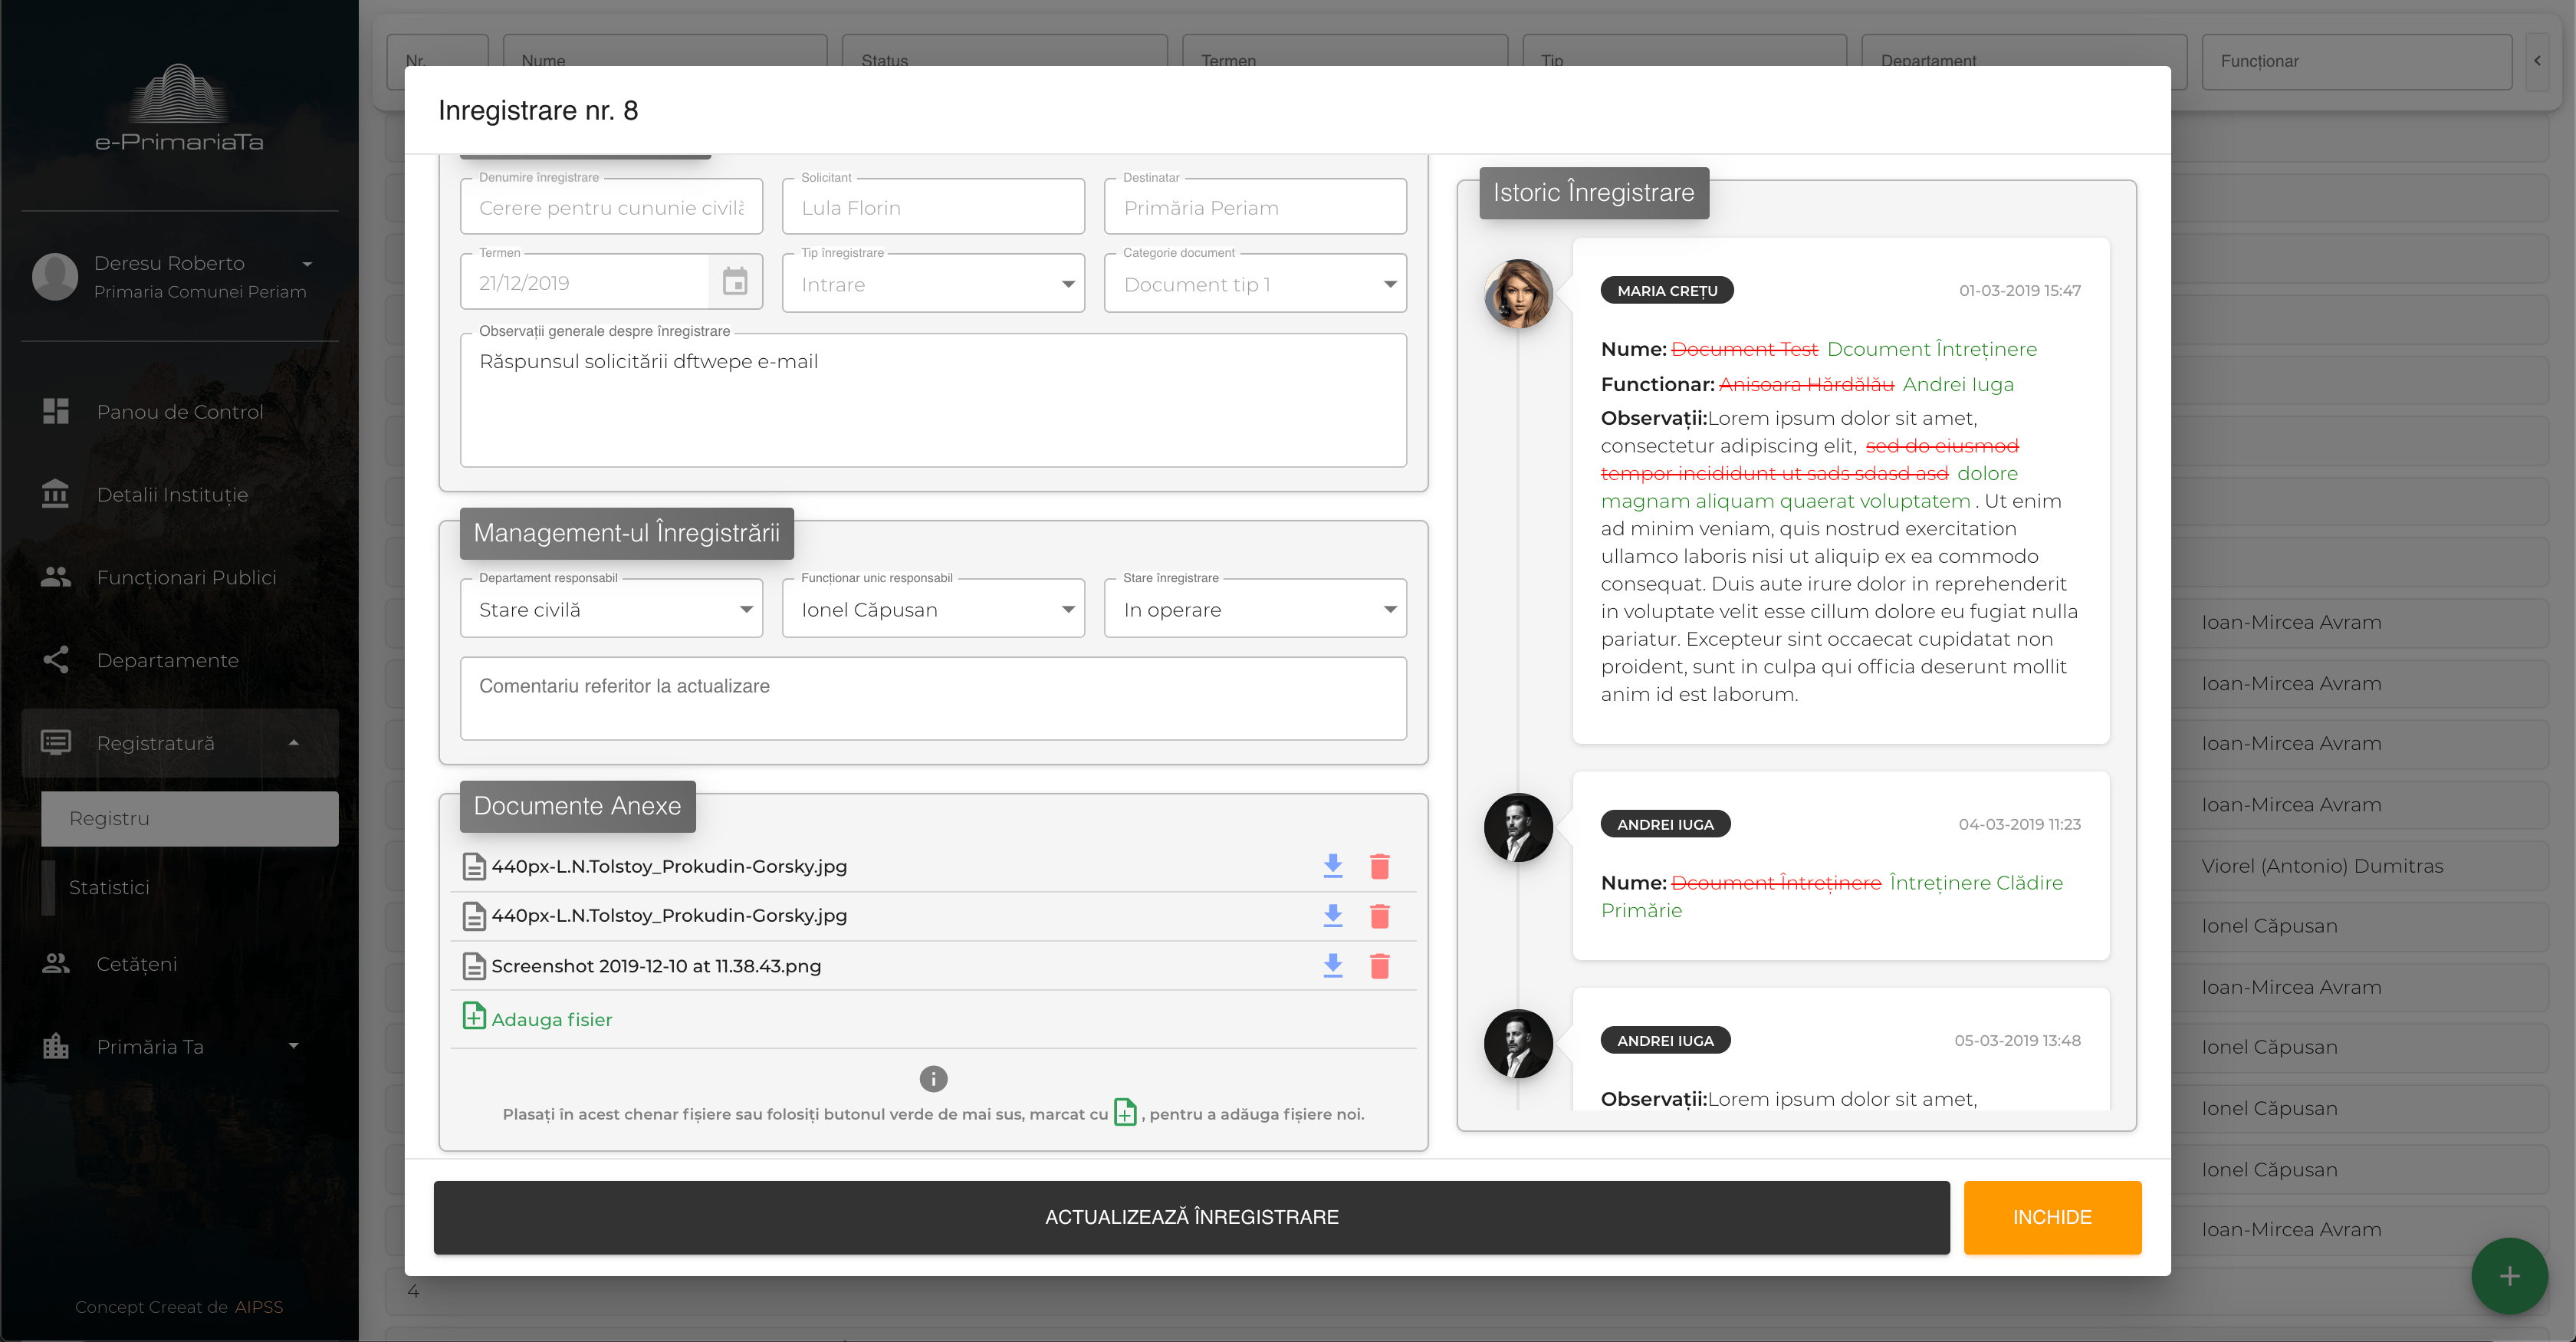 e-PrimariaTa
Deresu Roberto
Primaria Comunei Periam
Panou de Control
Detalii Instituție
Funcționari Publici
Departamente
Registratură
Registru
Statistici
Cetățeni
Primăria Ta
Concept Creeat de AIPSS
Nr.
Nume
Status
Termen
Tip
Departament
Funcționar
Inregistrare nr. 8
Denumire înregistrare
Cerere pentru cununie civilă
Solicitant
Lula Florin
Destinatar
Primăria Periam
Termen
21/12/2019
Tip înregistrare
Intrare
Categorie document
Document tip 1
Observații generale despre înregistrare
Răspunsul solicitării dftwepe e-mail
Management-ul Înregistrării
Departament responsabil
Stare civilă
Funcționar unic responsabil
Ionel Căpusan
Stare înregistrare
In operare
Comentariu referitor la actualizare
Documente Anexe
440px-L.N.Tolstoy_Prokudin-Gorsky.jpg
440px-L.N.Tolstoy_Prokudin-Gorsky.jpg
Screenshot 2019-12-10 at 11.38.43.png
Adauga fisier
Plasați în acest chenar fișiere sau folosiți butonul verde de mai sus, marcat cu , pentru a adăuga fișiere noi.
Istoric Înregistrare
MARIA CREȚU
01-03-2019 15:47
Nume: Document Test Dcoument Întreținere
Functionar: Anisoara Hărdălău Andrei Iuga
Observații:Lorem ipsum dolor sit amet,
consectetur adipiscing elit, sed do eiusmod
tempor incididunt ut sads sdasd asd dolore
magnam aliquam quaerat voluptatem . Ut enim
ad minim veniam, quis nostrud exercitation
ullamco laboris nisi ut aliquip ex ea commodo
consequat. Duis aute irure dolor in reprehenderit
in voluptate velit esse cillum dolore eu fugiat nulla
pariatur. Excepteur sint occaecat cupidatat non
proident, sunt in culpa qui officia deserunt mollit
anim id est laborum.
ANDREI IUGA
04-03-2019 11:23
Nume: Dcoument Întreținere Întreținere Clădire
Primărie
ANDREI IUGA
05-03-2019 13:48
Observații:Lorem ipsum dolor sit amet,
ACTUALIZEAZĂ ÎNREGISTRARE
INCHIDE
Ioan-Mircea Avram
Ioan-Mircea Avram
Ioan-Mircea Avram
Ioan-Mircea Avram
Viorel (Antonio) Dumitras
Ionel Căpusan
Ioan-Mircea Avram
Ionel Căpusan
Ionel Căpusan
Ionel Căpusan
Ioan-Mircea Avram
4